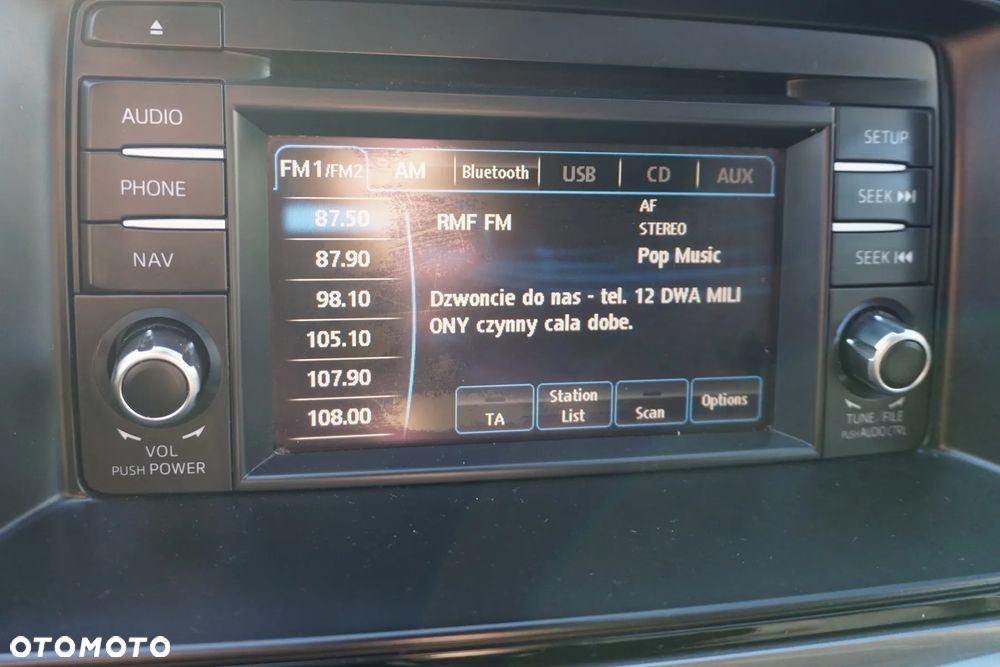 AUDIO
PHONE
NAV
VOL
PUSH POWER
FM1/FM2 AM Bluetooth USB CD AUX
87.50
87.90
98.10
105.10
107.90
108.00
RMF FM
AF
STEREO
Pop Music
Dzwoncie do nas - tel. 12 DWA MILI
ONY czynny cala dobe.
TA
Station
List
Scan
Options
SETUP
SEEK
SEEK
TUNE/FILE
PUSH AUDIO CTRL
OTOMOTO